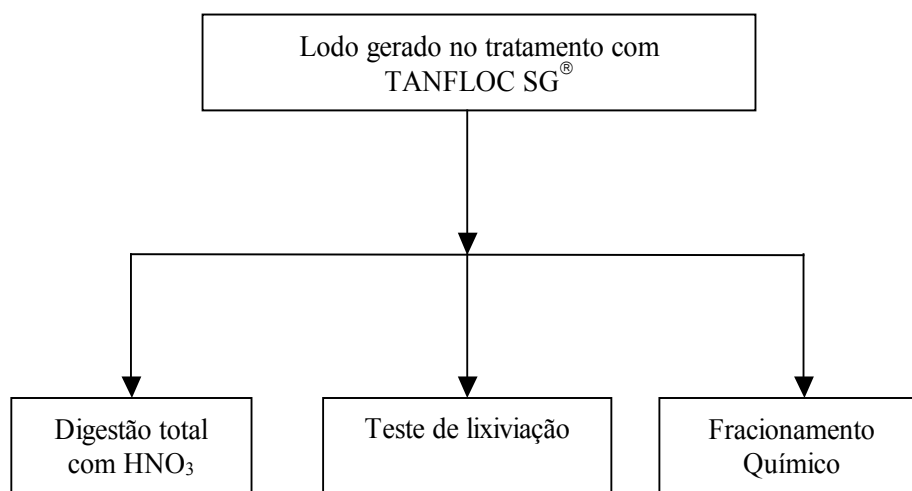 Lodo gerado no tratamento com
TANFLOC SG®
Digestão total
com HNO₃
Teste de lixiviação
Fracionamento
Químico